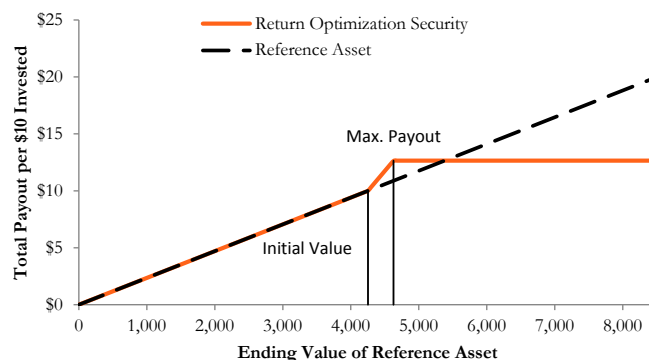 $25
Return Optimization Security
Reference Asset
$20
$15
Max. Payout
$10
Initial Value
$5
$0
0 1,000 2,000 3,000 4,000 5,000 6,000 7,000 8,000
Total Payout per $10 Invested
Ending Value of Reference Asset